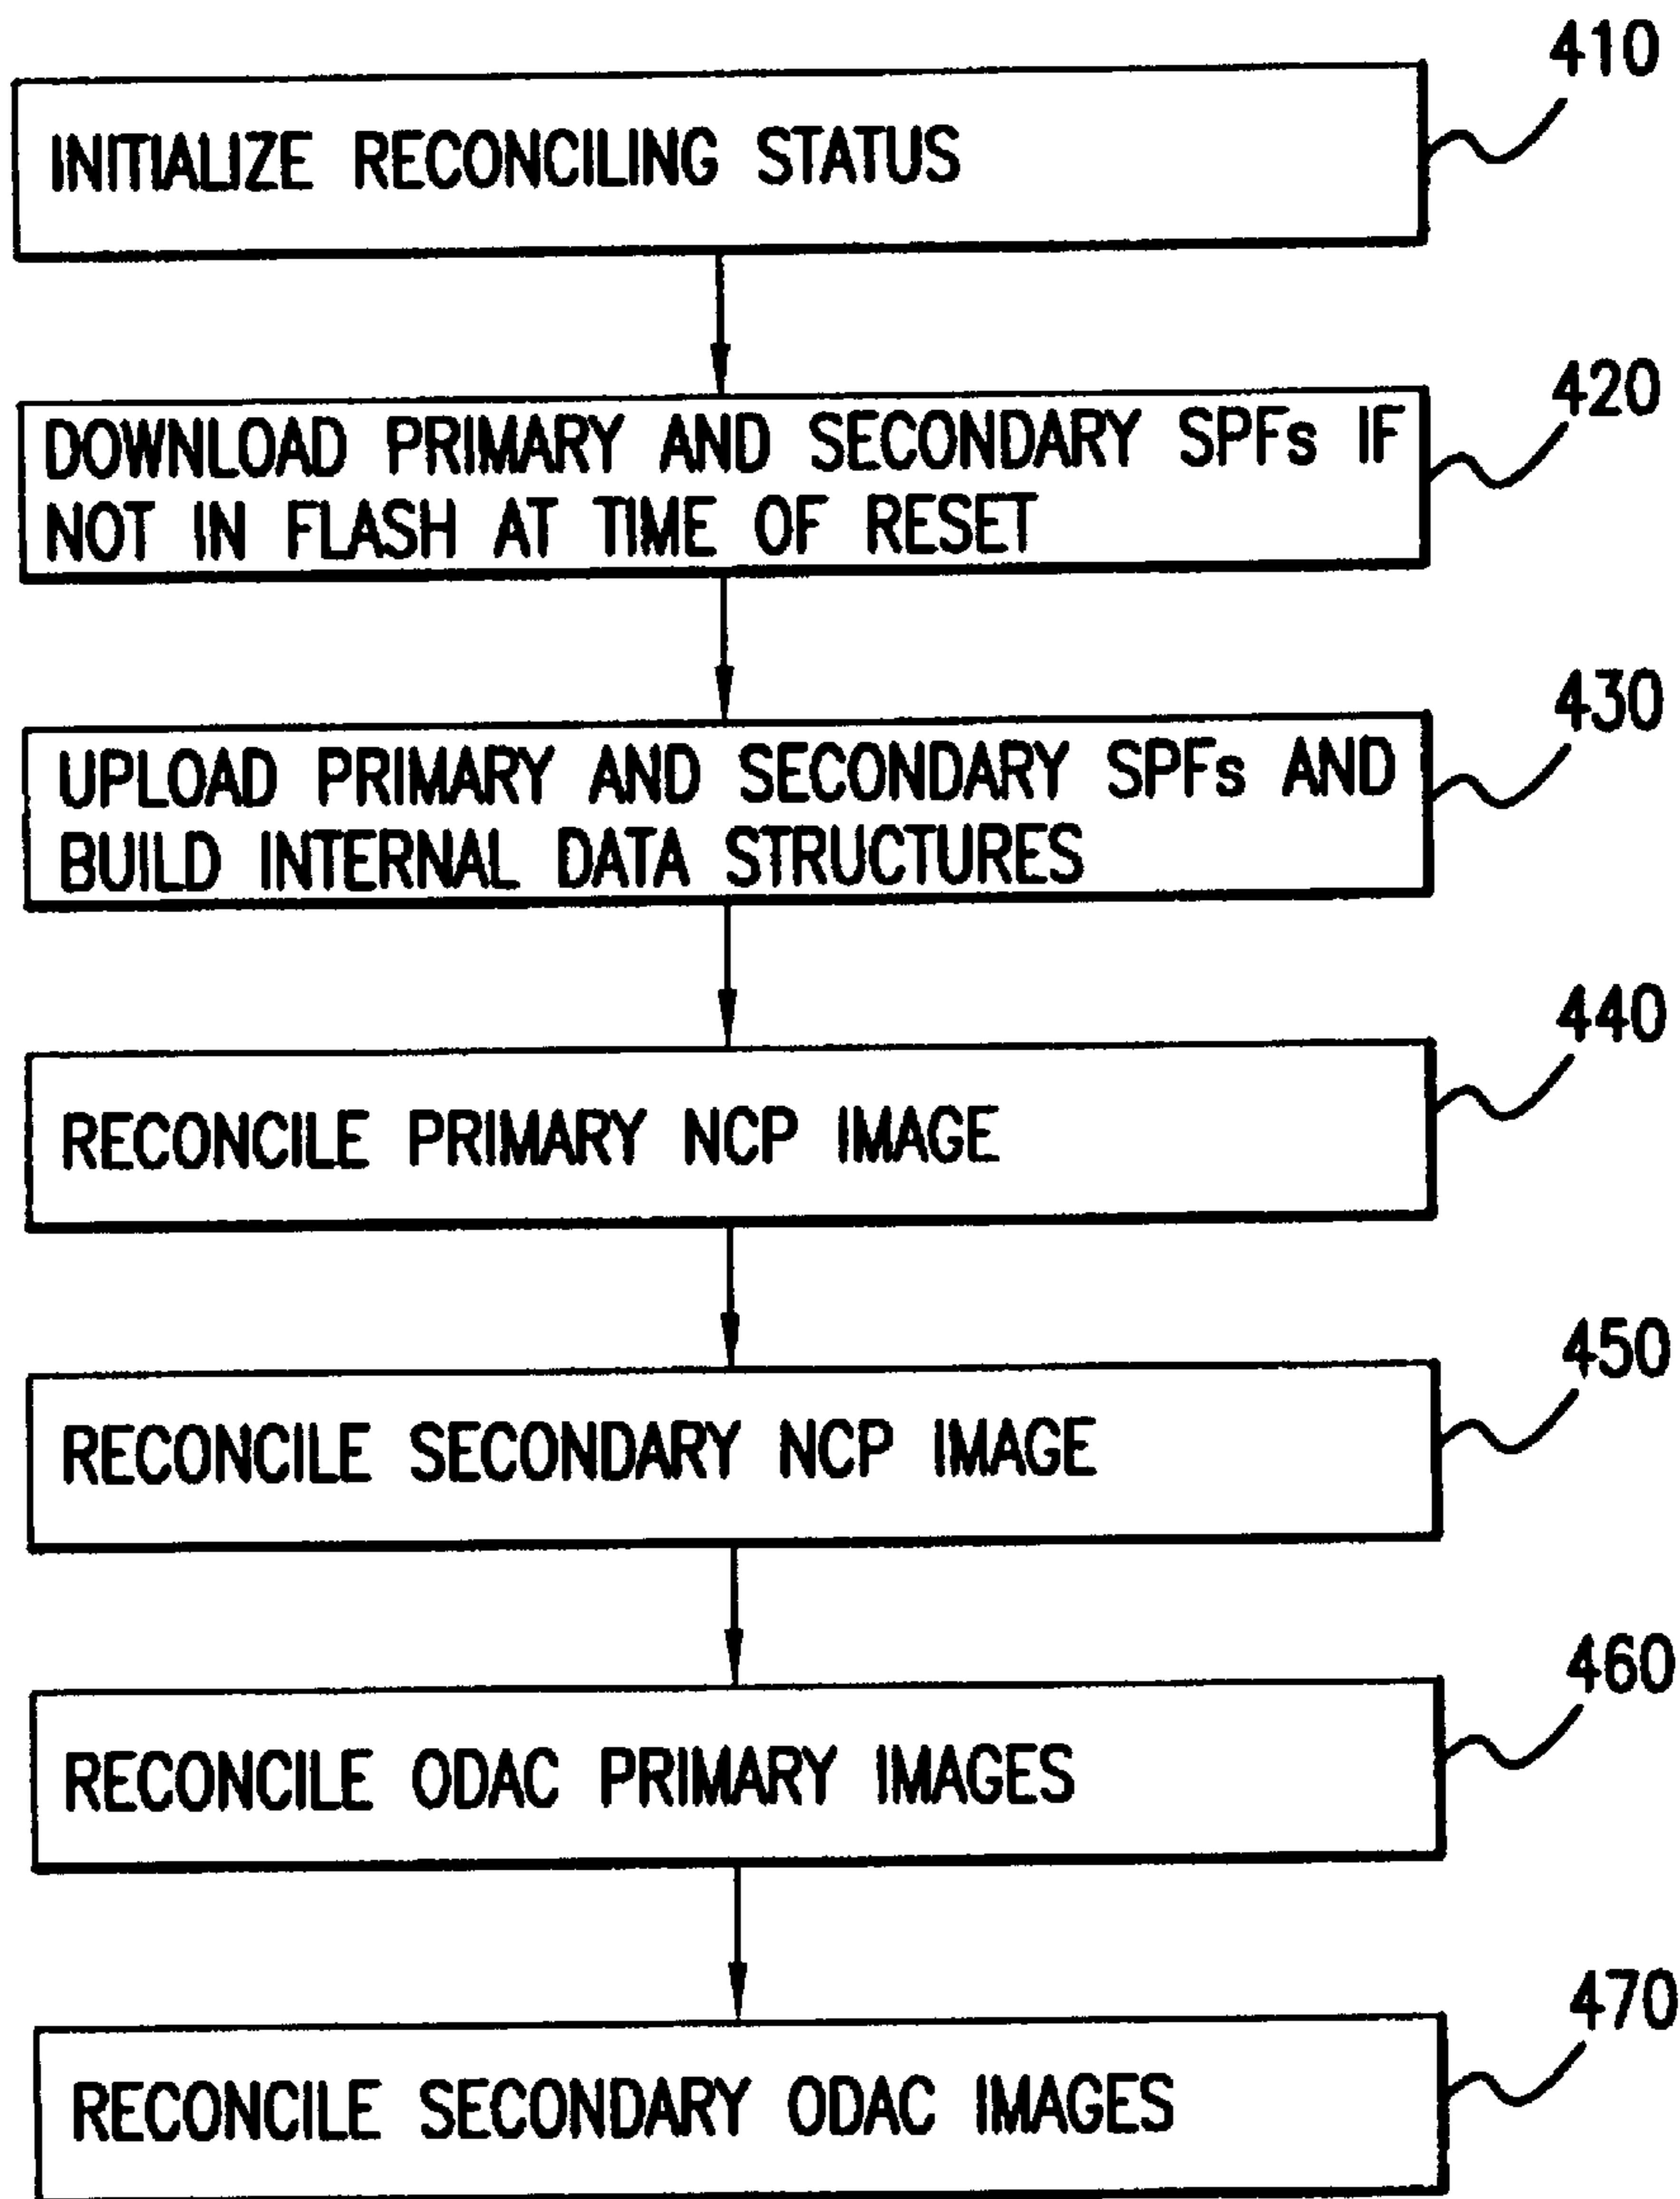 410
INITIALIZE RECONCILING STATUS
420
DOWNLOAD PRIMARY AND SECONDARY SPFs IF
NOT IN FLASH AT TIME OF RESET
430
UPLOAD PRIMARY AND SECONDARY SPFs AND
BUILD INTERNAL DATA STRUCTURES
440
RECONCILE PRIMARY NCP IMAGE
450
RECONCILE SECONDARY NCP IMAGE
460
RECONCILE ODAC PRIMARY IMAGES
470
RECONCILE SECONDARY ODAC IMAGES